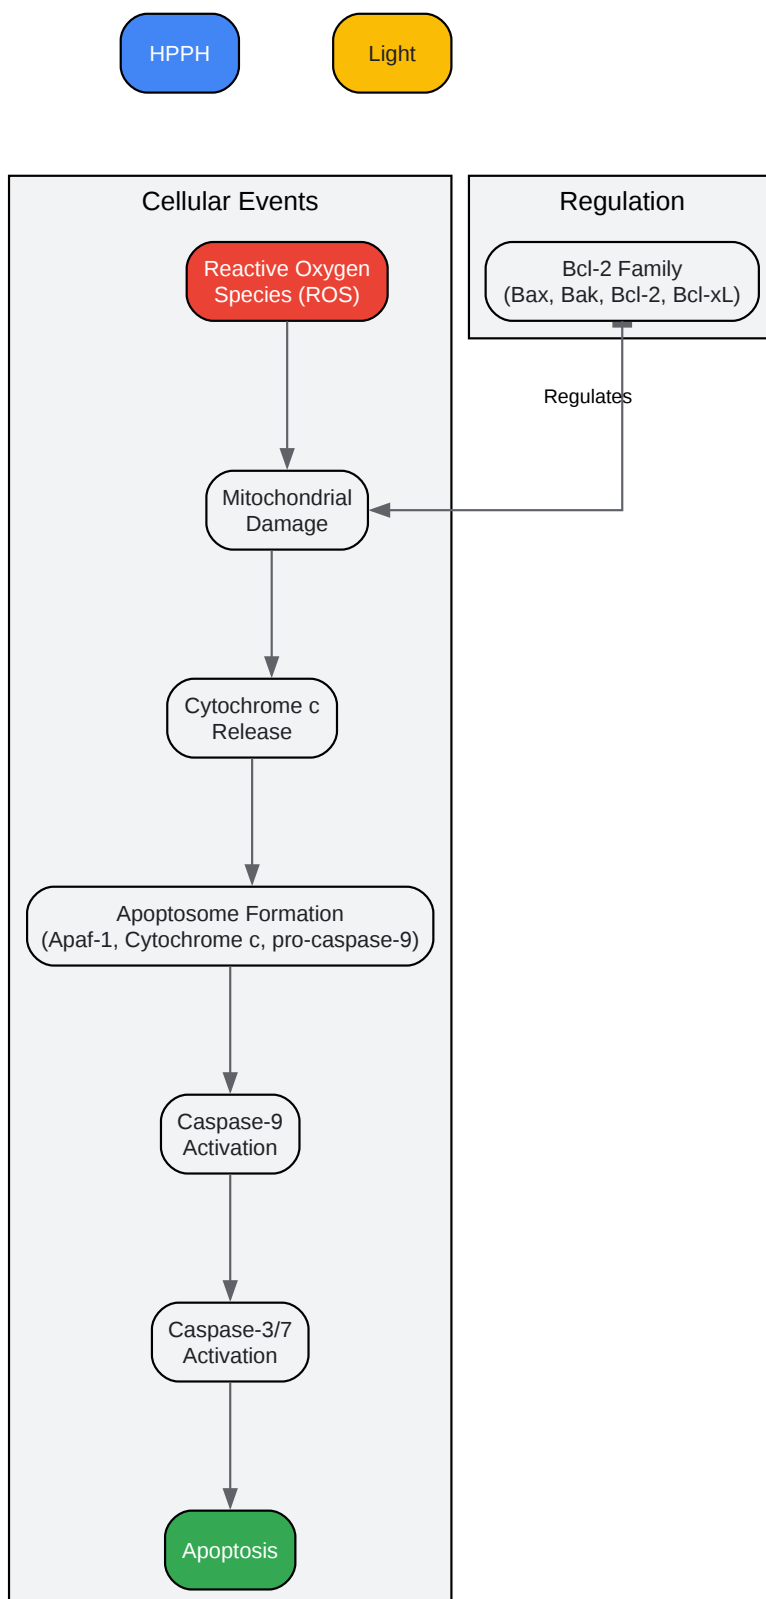 HPPH
Light
Cellular Events
Regulation
Reactive Oxygen
Species (ROS)
Bcl-2 Family
(Bax, Bak, Bcl-2, Bcl-xL)
Regulates
Mitochondrial
Damage
Cytochrome c
Release
Apoptosome Formation
(Apaf-1, Cytochrome c, pro-caspase-9)
Caspase-9
Activation
Caspase-3/7
Activation
Apoptosis